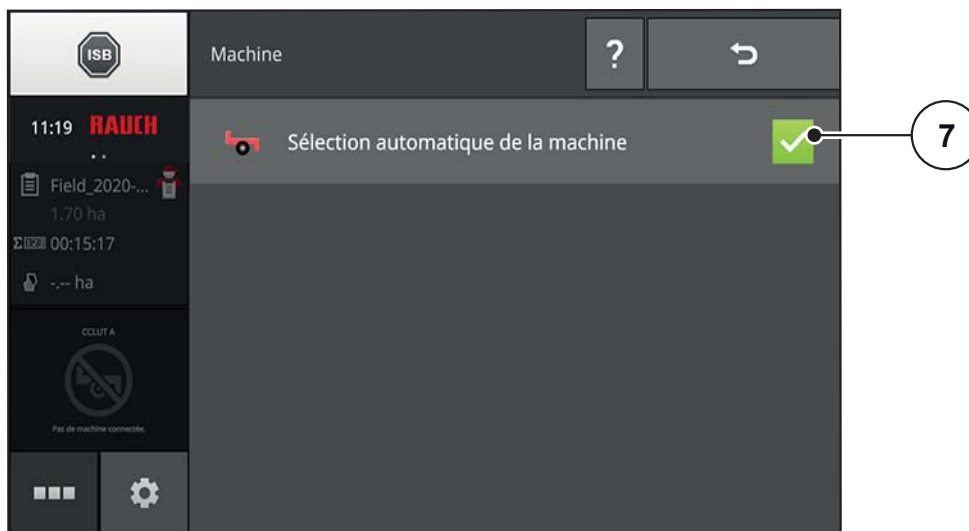 ISB
Machine
?
11:19 RAUCH
Sélection automatique de la machine
7
Field_2020-...
1.70 ha
Σ 123 00:15:17
-.-- ha
CCLUT A
Pas de machine connectée.